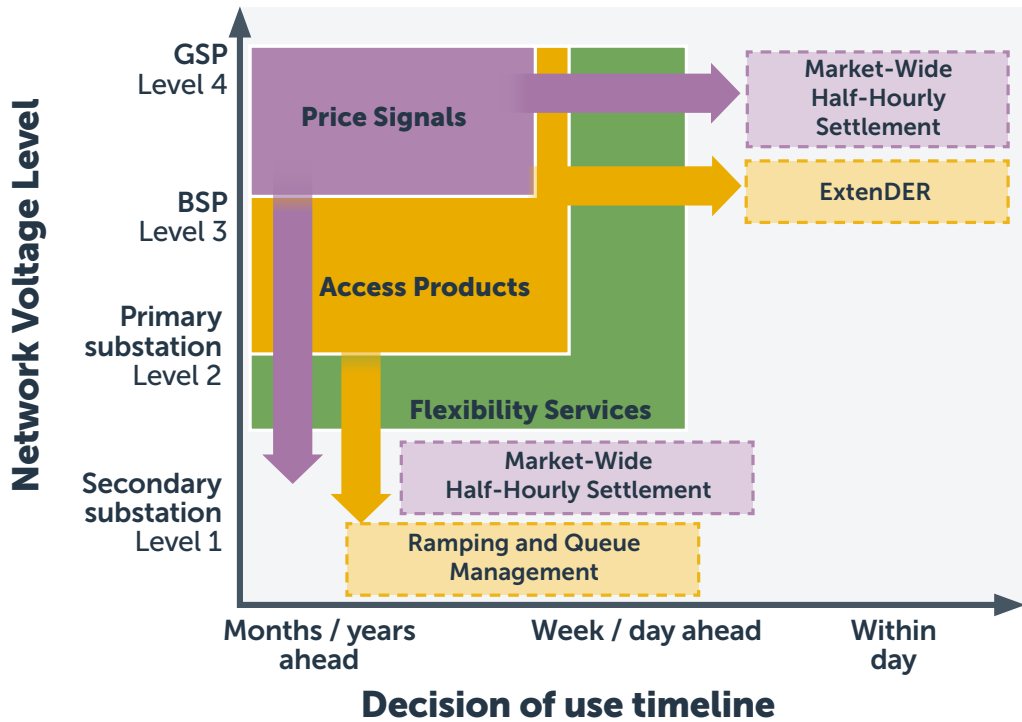 Network Voltage Level
GSP
Level 4
BSP
Level 3
Primary
substation
Level 2
Secondary
substation
Level 1
Price Signals
Access Products
Flexibility Services
Market-Wide
Half-Hourly
Settlement
ExtenDER
Market-Wide
Half-Hourly Settlement
Ramping and Queue
Management
Months / years
ahead
Week / day ahead
Within
day
Decision of use timeline